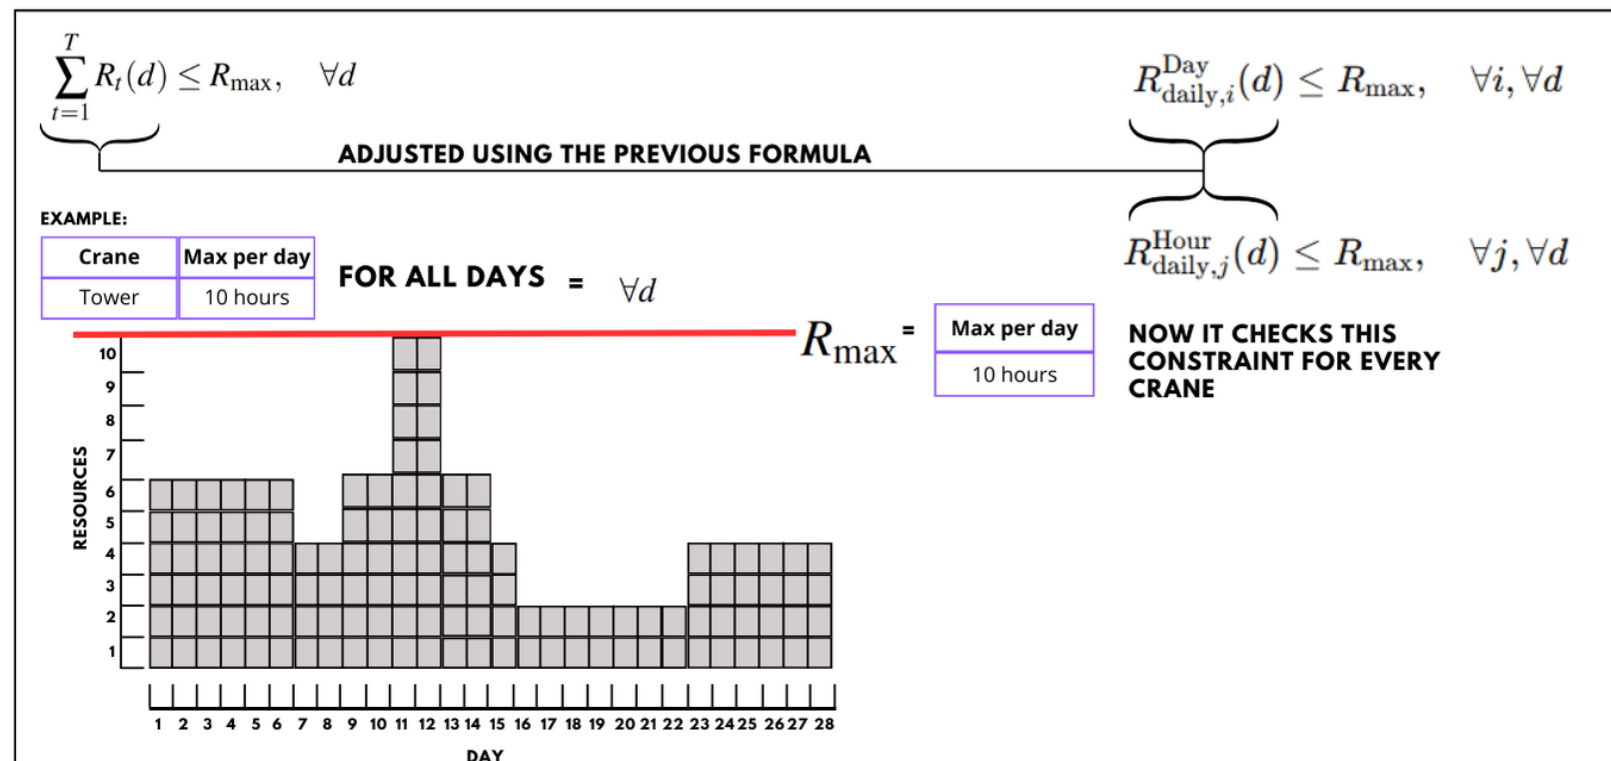 T
∑ R_t(d) ≤ R_max, ∀d
t=1
R^Day_daily,i(d) ≤ R_max, ∀i, ∀d
ADJUSTED USING THE PREVIOUS FORMULA
R^Hour_daily,j(d) ≤ R_max, ∀j, ∀d
EXAMPLE:
Crane Max per day
Tower 10 hours
FOR ALL DAYS = ∀d
R_max =
Max per day
10 hours
NOW IT CHECKS THIS
CONSTRAINT FOR EVERY
CRANE
RESOURCES
10
9
8
7
6
5
4
3
2
1
1 2 3 4 5 6 7 8 9 10 11 12 13 14 15 16 17 18 19 20 21 22 23 24 25 26 27 28
DAY